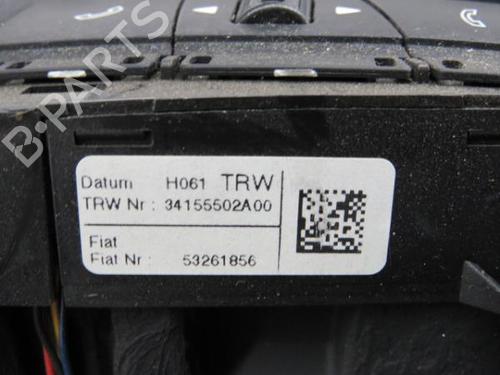 B-PARTS
Datum H061 TRW
TRW Nr : 34155502A00
Fiat
Fiat Nr : 53261856